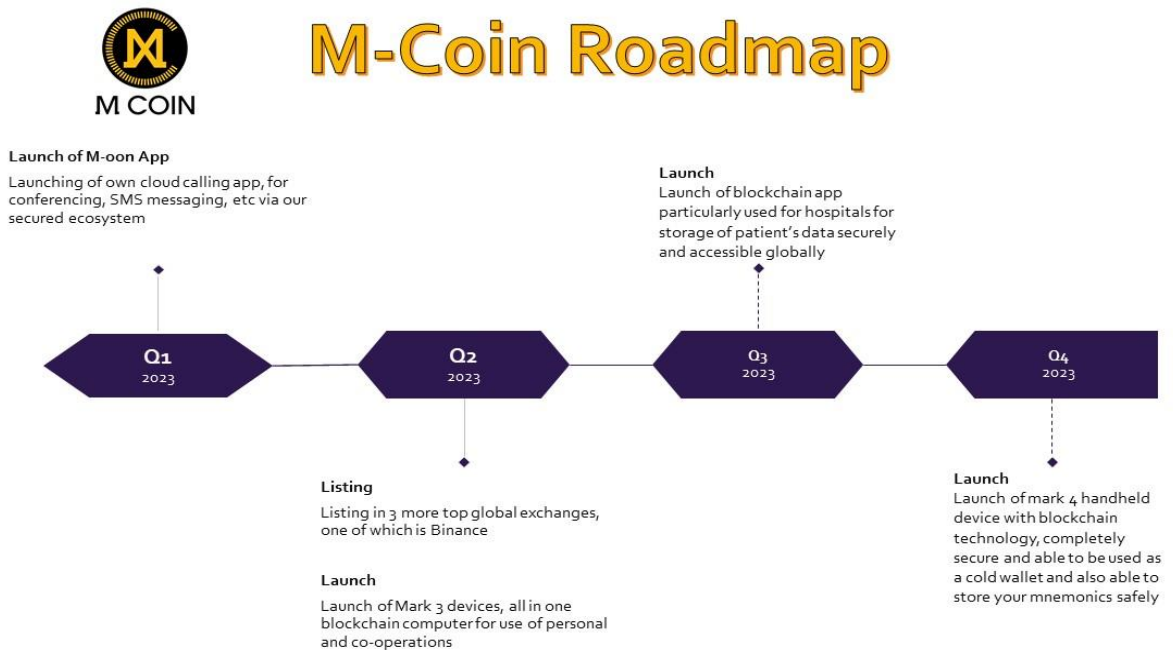 M COIN
M-Coin Roadmap
Launch of M-oon App
Launching of own cloud calling app, for
conferencing, SMS messaging, etc via our
secured ecosystem
Launch
Launch of blockchain app
particularly used for hospitals for
storage of patient's data securely
and accessible globally
Q1
2023
Q2
2023
Q3
2023
Q4
2023
Listing
Listing in 3 more top global exchanges,
one of which is Binance
Launch
Launch of Mark 3 devices, all in one
blockchain computer for use of personal
and co-operations
Launch
Launch of mark 4 handheld
device with blockchain
technology, completely
secure and able to be used as
a cold wallet and also able to
store your mnemonics safely